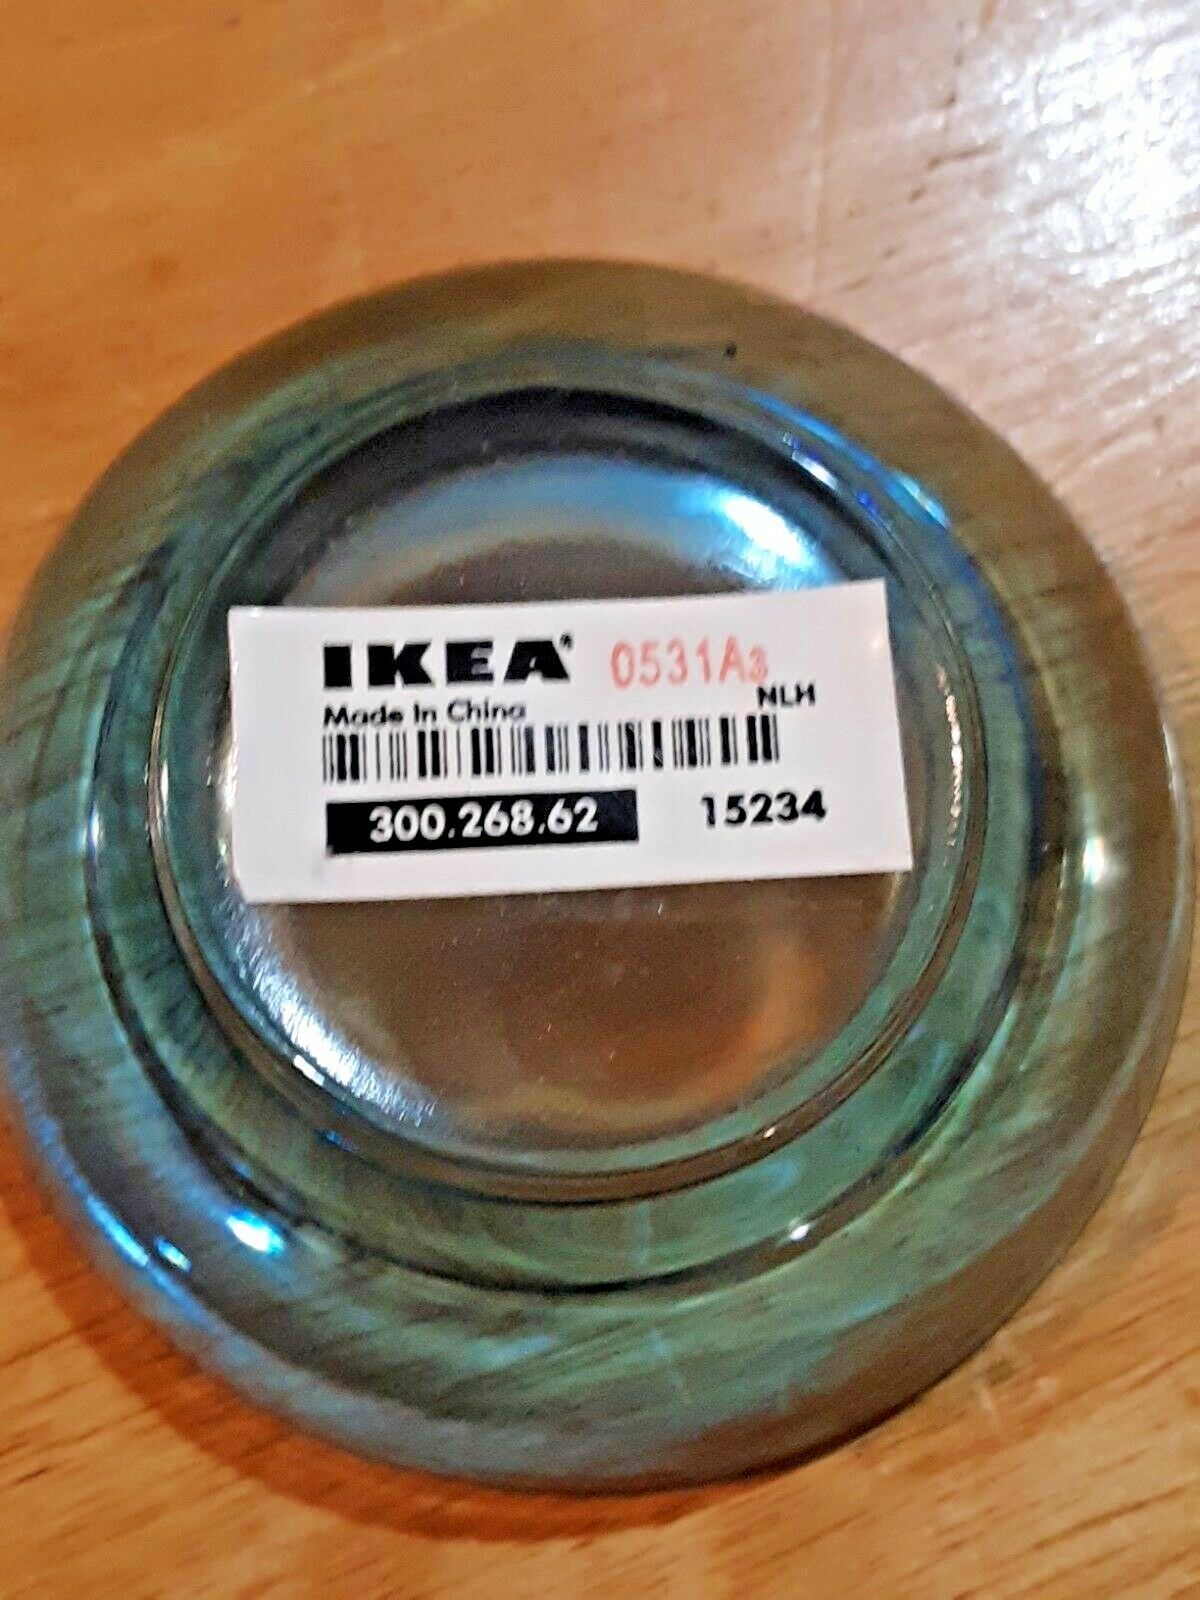 IKEA® 0531A3
Made In China NLH
300.268.62 15234